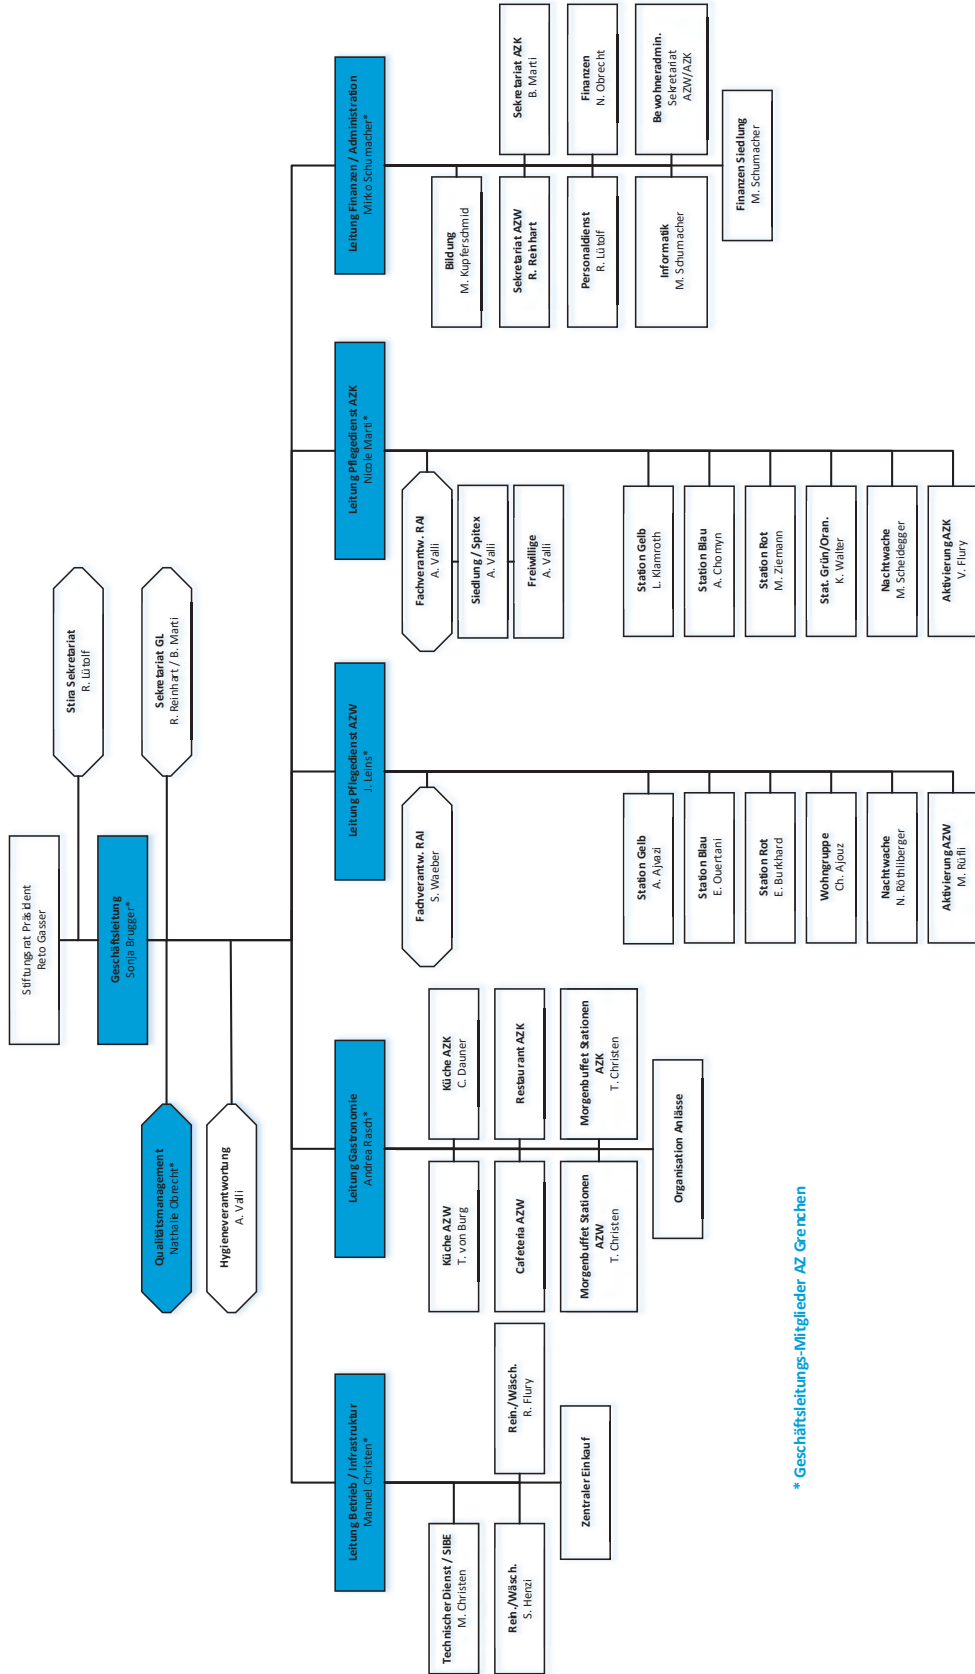 Stiftungsrat Präsident
Reto Gasser
Stira Sekretariat
R. Lütolf
Geschäftsleitung
Sonja Brugger*
Qualitätsmanagement
Nathalie Obrecht*
Sekretariat GL
R. Reinhart / B. Marti
Hygieneverantwortung
A. Valli
Leitung Betrieb / Infrastruktur
Manuel Christen*
Technischer Dienst / SIBE
M. Christen
Rein./Wäsch.
S. Henzi
Rein./Wäsch.
R. Flury
Zentraler Einkauf
Leitung Gastronomie
Andrea Rasch*
Küche AZW
T. von Burg
Küche AZK
C. Dauner
Cafeteria AZW
Restaurant AZK
Morgenbuffet Stationen
AZW
T. Christen
Morgenbuffet Stationen
AZK
T. Christen
Organisation Anlässe
Leitung Pflegedienst AZW
J. Leins*
Fachverantw. RAI
S. Waeber
Station Gelb
A. Ajvazi
Station Blau
E. Ouertani
Station Rot
E. Burkhard
Wohngruppe
Ch. Ajouz
Nachtwache
N. Röthliberger
Aktivierung AZW
M. Rüfli
Leitung Pflegedienst AZK
Nicole Marti*
Fachverantw. RAI
A. Valli
Siedlung / Spitex
A. Valli
Freiwillige
A. Valli
Station Gelb
L. Klamroth
Station Blau
A. Chomyn
Station Rot
M. Ziemann
Stat. Grün/Oran.
K. Walter
Nachtwache
M. Scheidegger
Aktivierung AZK
V. Flury
Leitung Finanzen / Administration
Mirko Schumacher*
Bildung
M. Kupferschmid
Sekretariat AZW
R. Reinhart
Sekretariat AZK
B. Marti
Personaldienst
R. Lütolf
Finanzen
N. Obrecht
Informatik
M. Schumacher
Bewohneradmin.
Sekretariat
AZW/AZK
Finanzen Siedlung
M. Schumacher
* Geschäftsleitungs-Mitglieder AZ Grenchen